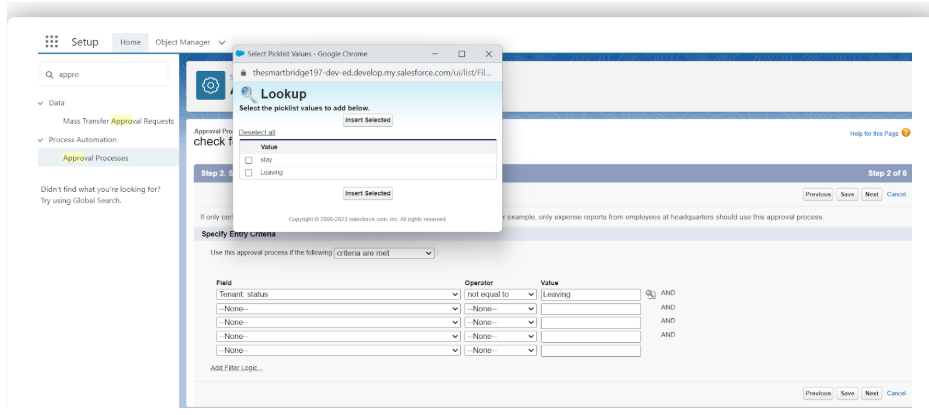 Setup Home Object Manager
appro
Data
Mass Transfer Approval Requests
Process Automation
Approval Processes
Didn't find what you're looking for?
Try using Global Search.
Select Picklist Values - Google Chrome
thesmartbridge197-dev-ed.develop.my.salesforce.com/ui/list/Fil...
Lookup
Select the picklist values to add below.
Insert Selected
Deselect all
Value
stay
Leaving
Insert Selected
Copyright © 2000-2023 salesforce.com, inc. All rights reserved.
Approval Pro
check f
Help for this Page
Step 2. S
Step 2 of 6
Previous Save Next Cancel
If only cer
r example, only expense reports from employees at headquarters should use this approval process.
Specify Entry Criteria
Use this approval process if the following criteria are met :
Field Operator Value
Tenant: status not equal to Leaving AND
--None-- --None-- AND
--None-- --None-- AND
--None-- --None-- AND
--None-- --None--
Add Filter Logic...
Previous Save Next Cancel